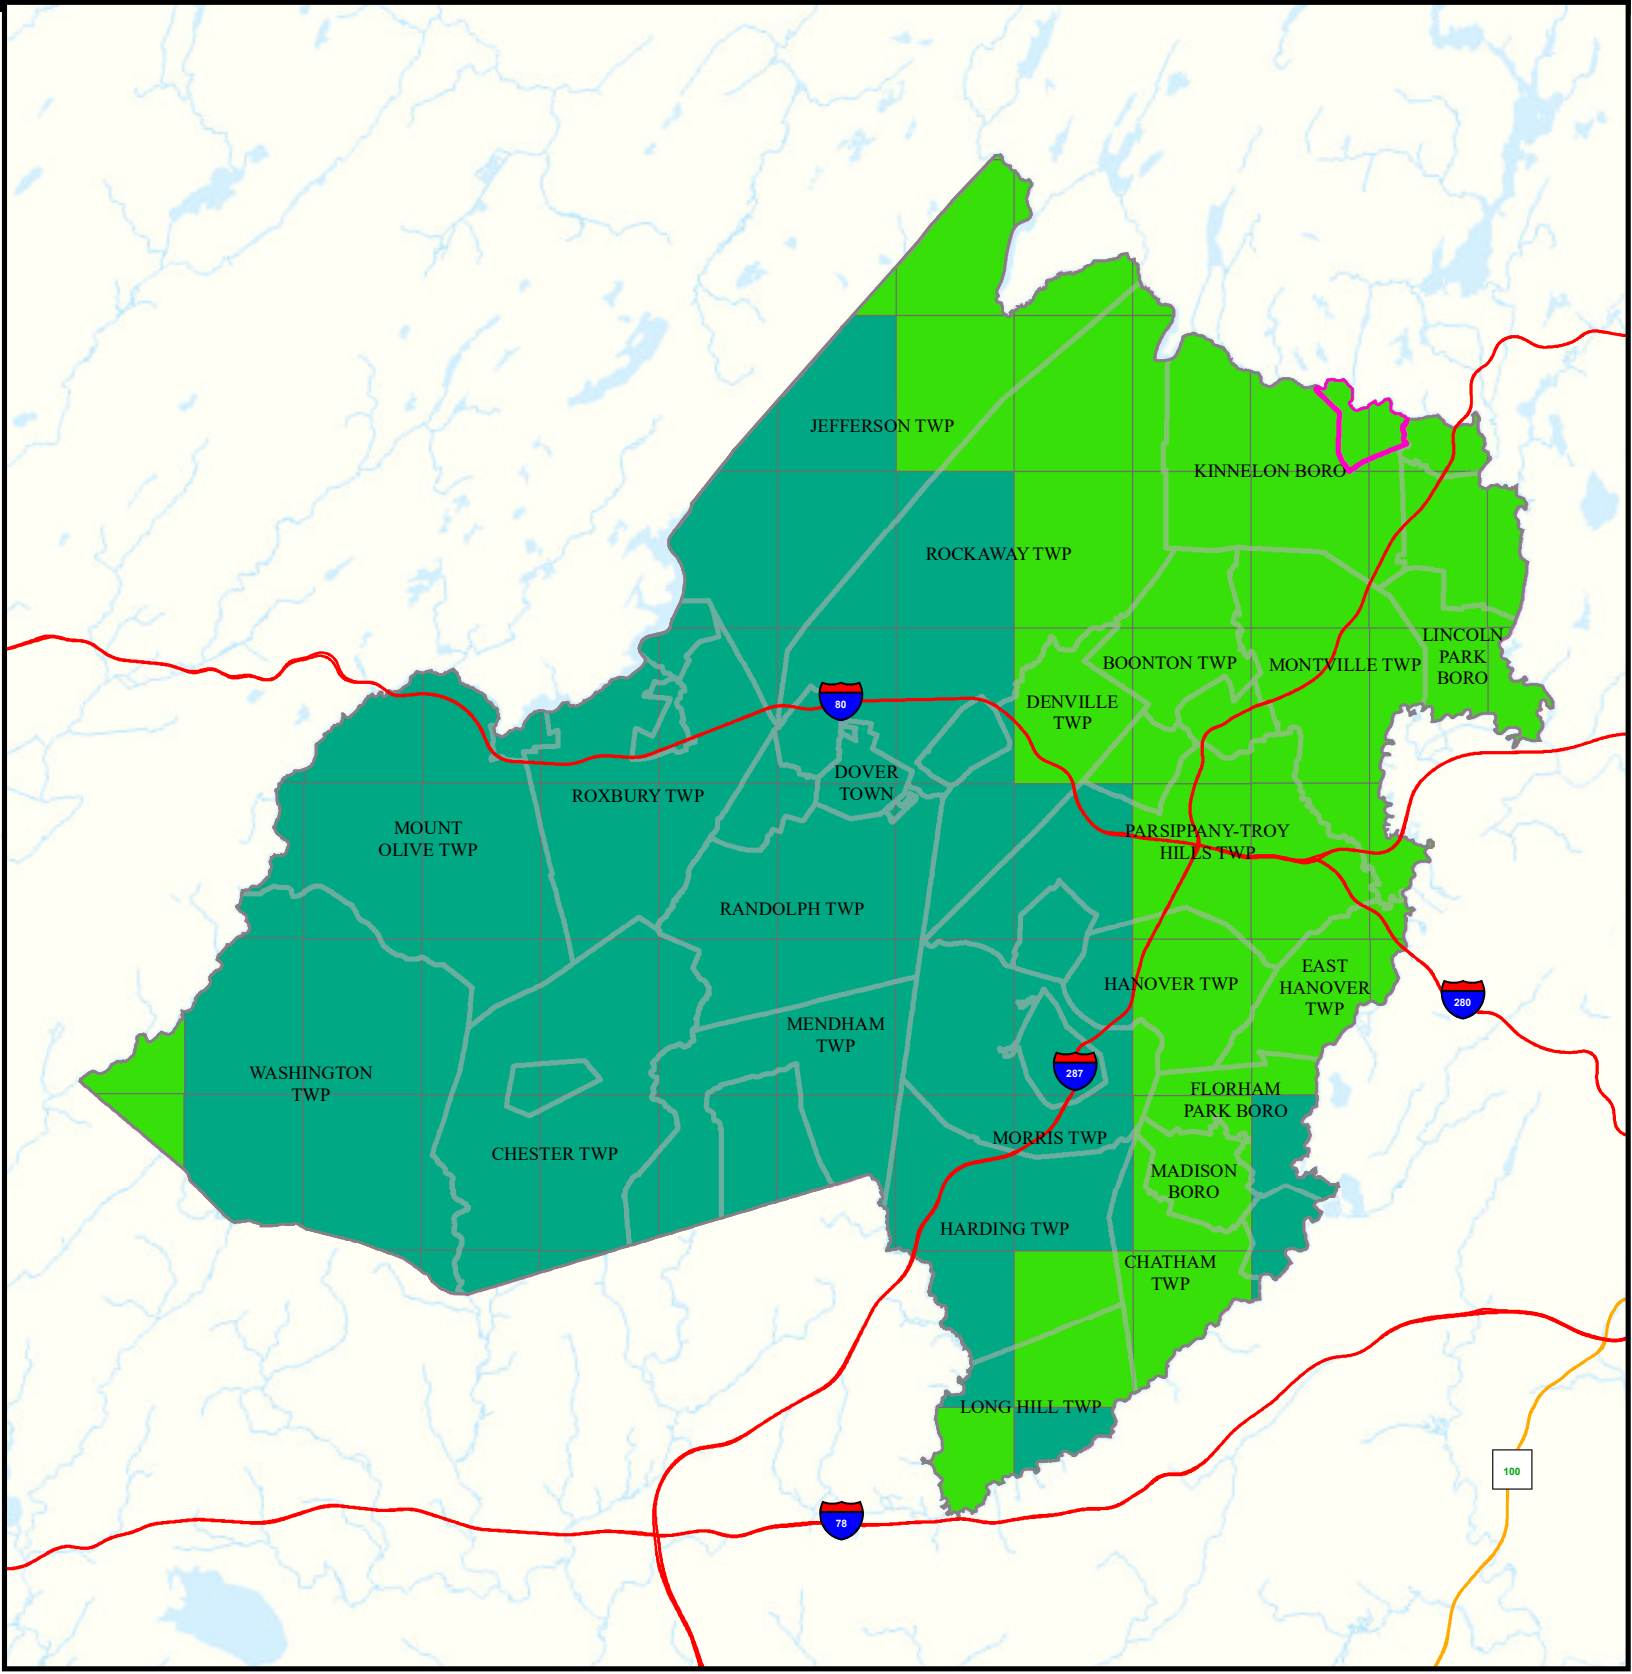 JEFFERSON TWP
KINNELON BORO
ROCKAWAY TWP
LINCOLN
PARK
BORO
BOONTON TWP
MONTVILLE TWP
DENVILLE
TWP
80
DOVER
TOWN
ROXBURY TWP
MOUNT
OLIVE TWP
PARSIPPANY-TROY
HILLS TWP
RANDOLPH TWP
EAST
HANOVER
TWP
HANOVER TWP
280
MENDHAM
TWP
287
WASHINGTON
TWP
FLORHAM
PARK BORO
MORRIS TWP
CHESTER TWP
MADISON
BORO
HARDING TWP
CHATHAM
TWP
LONG HILL TWP
100
78